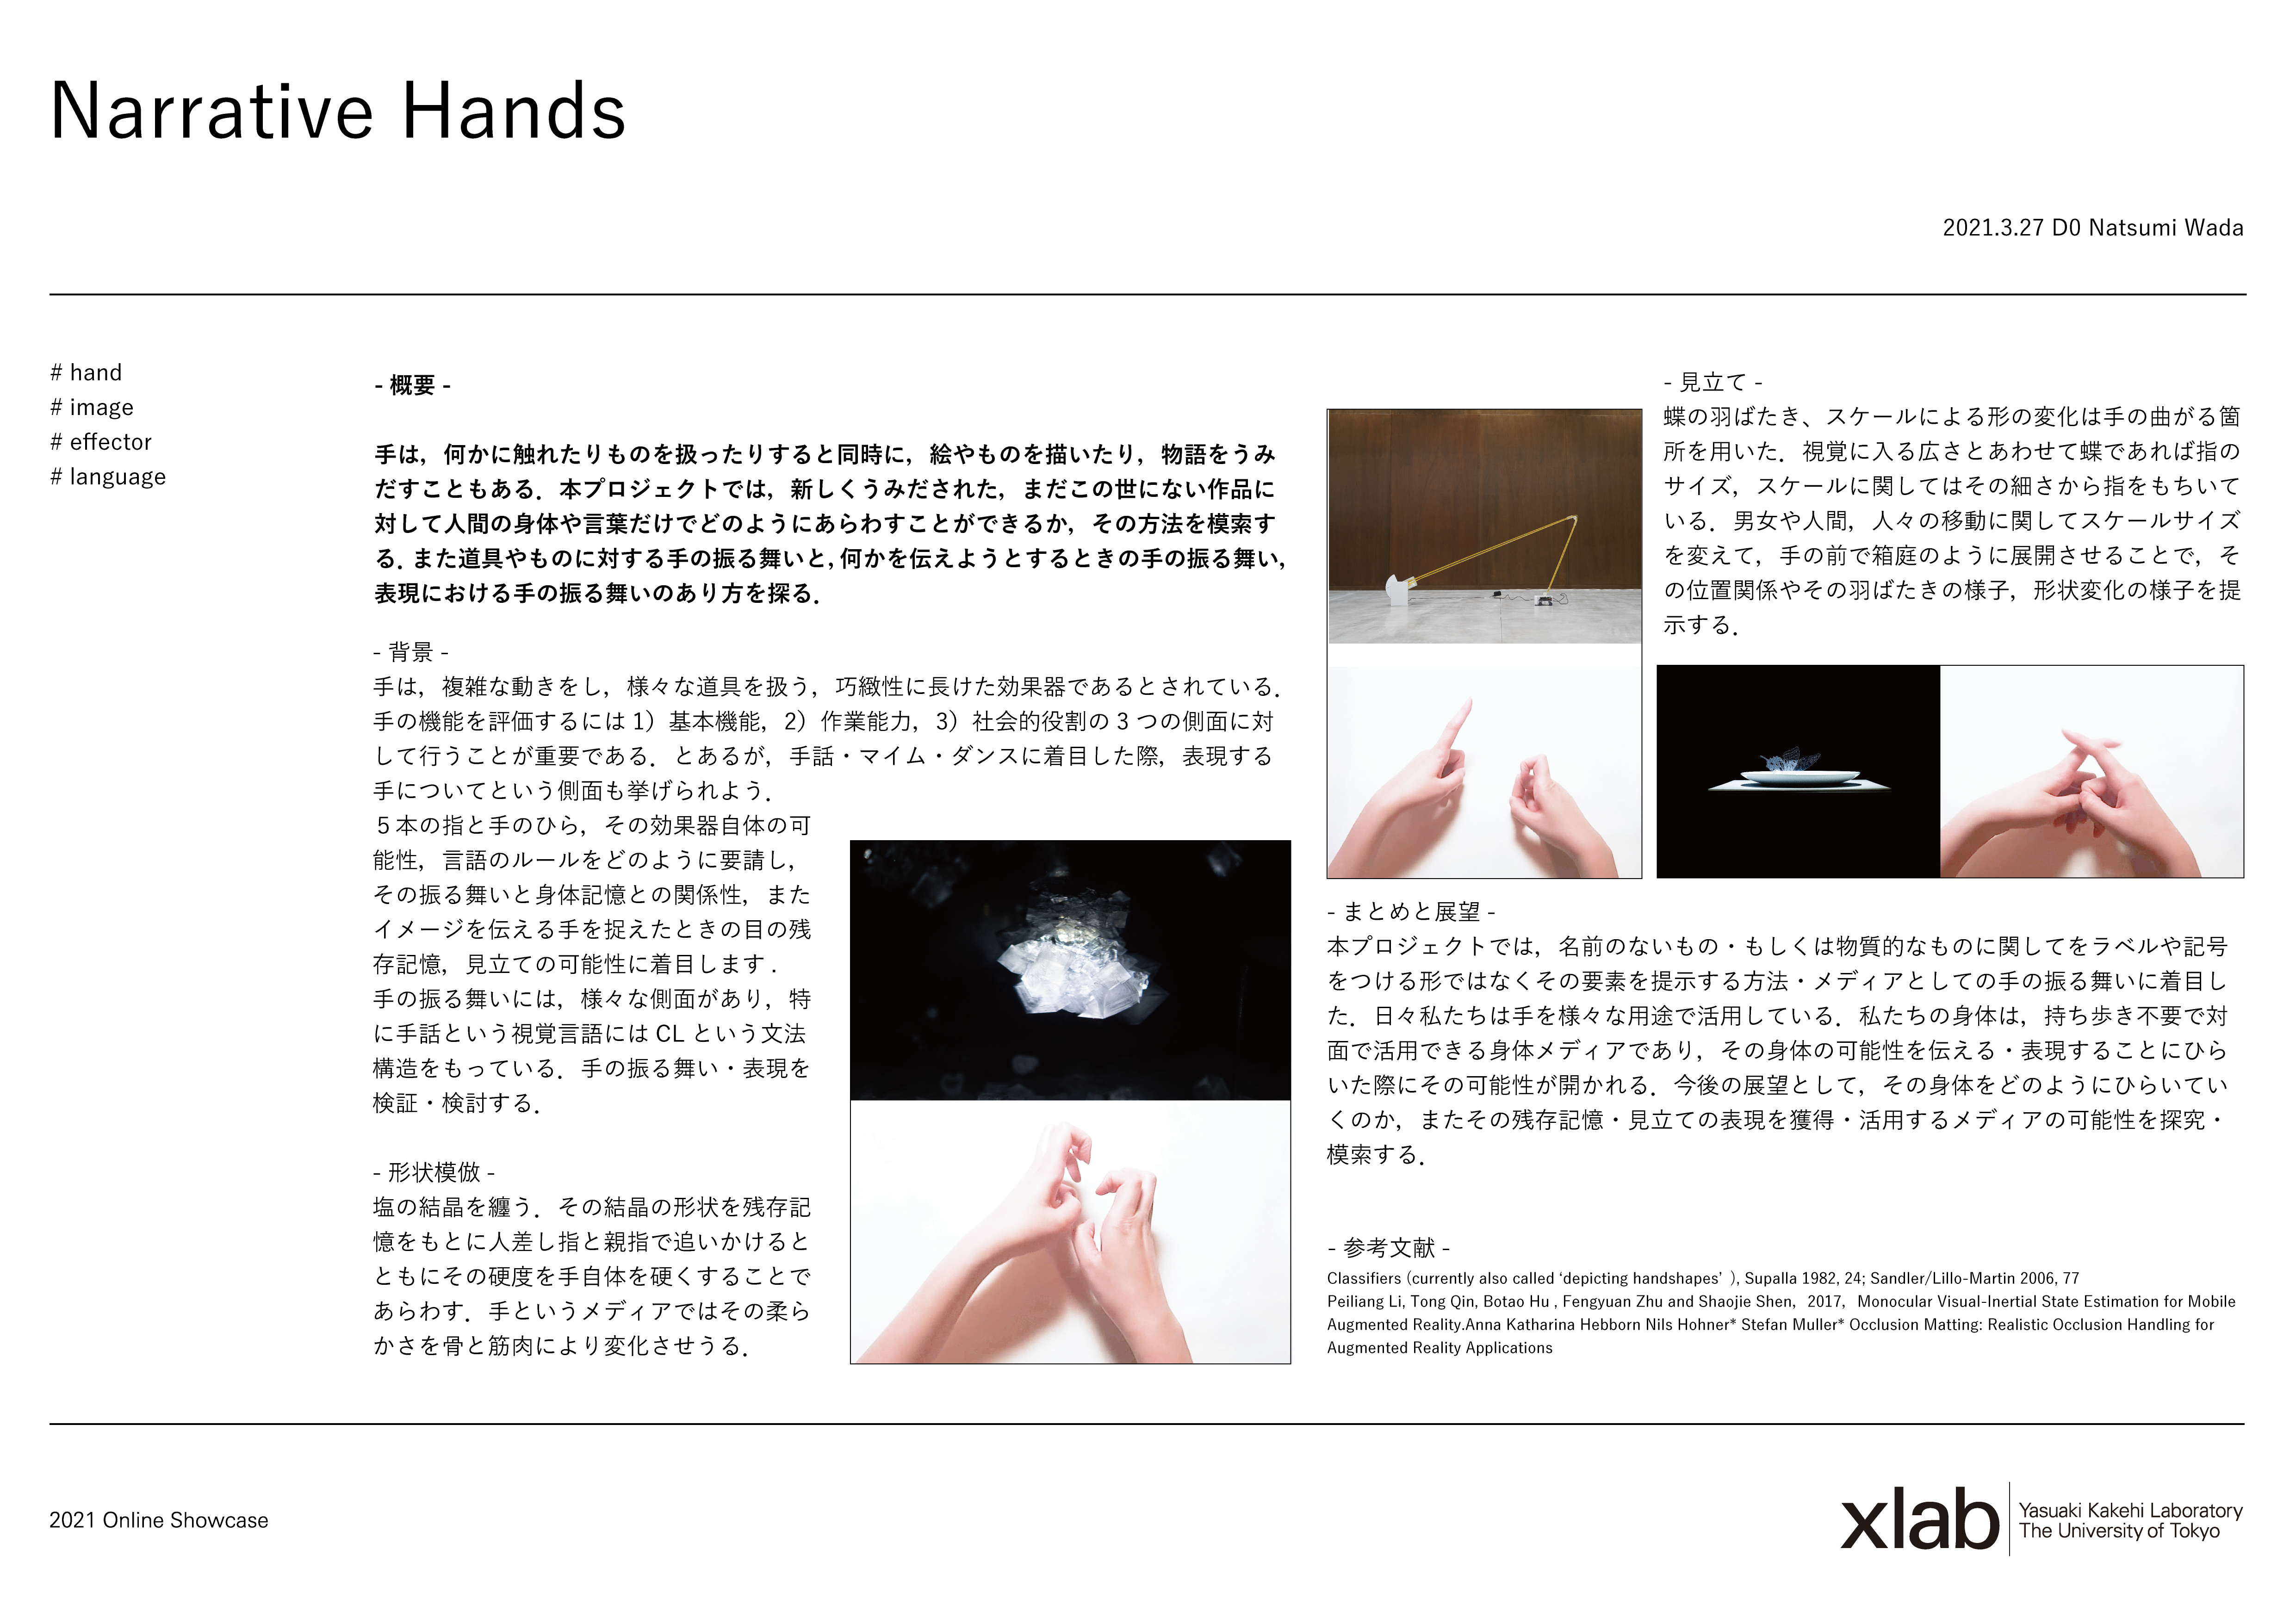 Narrative Hands
2021.3.27 D0 Natsumi Wada
# hand
# image
# effector
# language
- 概要 -
手は，何かに触れたりものを扱ったりすると同時に，絵やものを描いたり，物語をうみ
だすこともある．本プロジェクトでは，新しくうみだされた，まだこの世にない作品に
対して人間の身体や言葉だけでどのようにあらわすことができるか，その方法を模索す
る．また道具やものに対する手の振る舞いと，何かを伝えようとするときの手の振る舞い，
表現における手の振る舞いのあり方を探る．
- 背景 -
手は，複雑な動きをし，様々な道具を扱う，巧緻性に長けた効果器であるとされている．
手の機能を評価するには 1）基本機能，2）作業能力，3）社会的役割の 3 つの側面に対
して行うことが重要である．とあるが，手話・マイム・ダンスに着目した際，表現する
手についてという側面も挙げられよう．
５本の指と手のひら，その効果器自体の可
能性，言語のルールをどのように要請し，
その振る舞いと身体記憶との関係性，また
イメージを伝える手を捉えたときの目の残
存記憶，見立ての可能性に着目します．
手の振る舞いには，様々な側面があり，特
に手話という視覚言語には CL という文法
構造をもっている．手の振る舞い・表現を
検証・検討する．
- 形状模倣 -
塩の結晶を纏う．その結晶の形状を残存記
憶をもとに人差し指と親指で追いかけると
ともにその硬度を手自体を硬くすることで
あらわす．手というメディアではその柔ら
かさを骨と筋肉により変化させうる．
- 見立て -
蝶の羽ばたき、スケールによる形の変化は手の曲がる箇
所を用いた．視覚に入る広さとあわせて蝶であれば指の
サイズ，スケールに関してはその細さから指をもちいて
いる．男女や人間，人々の移動に関してスケールサイズ
を変えて，手の前で箱庭のように展開させることで，そ
の位置関係やその羽ばたきの様子，形状変化の様子を提
示する．
- まとめと展望 -
本プロジェクトでは，名前のないもの・もしくは物質的なものに関してをラベルや記号
をつける形ではなくその要素を提示する方法・メディアとしての手の振る舞いに着目し
た．日々私たちは手を様々な用途で活用している．私たちの身体は，持ち歩き不要で対
面で活用できる身体メディアであり，その身体の可能性を伝える・表現することにひら
いた際にその可能性が開かれる．今後の展望として，その身体をどのようにひらいてい
くのか，またその残存記憶・見立ての表現を獲得・活用するメディアの可能性を探究・
模索する．
- 参考文献 -
Classifiers (currently also called ‘depicting handshapes’ ), Supalla 1982, 24; Sandler/Lillo-Martin 2006, 77
Peiliang Li, Tong Qin, Botao Hu , Fengyuan Zhu and Shaojie Shen，2017，Monocular Visual-Inertial State Estimation for Mobile
Augmented Reality.Anna Katharina Hebborn Nils Hohner* Stefan Muller* Occlusion Matting: Realistic Occlusion Handling for
Augmented Reality Applications
2021 Online Showcase
xlab
Yasuaki Kakehi Laboratory
The University of Tokyo